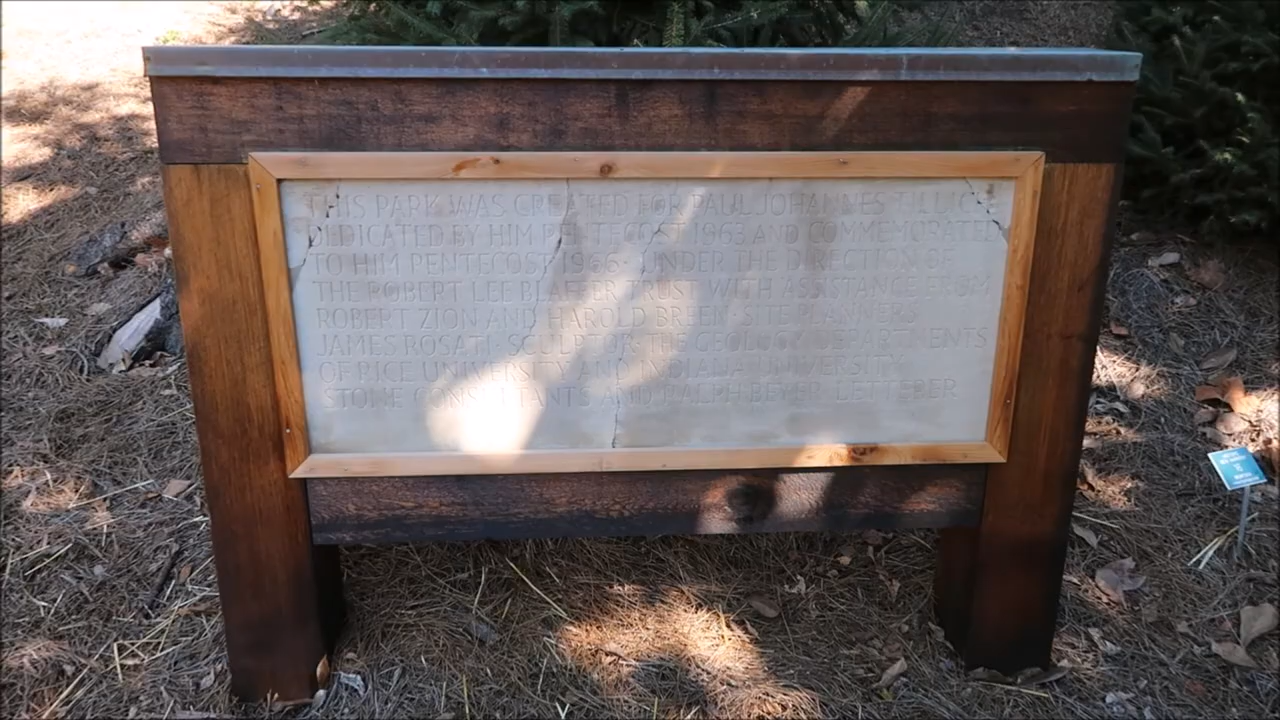 THIS PARK WAS CREATED FOR PAUL JOHANNES TILLICH
DEDICATED BY HIM PENTECOST 1963 AND COMMEMORATED
TO HIM PENTECOST 1966 · UNDER THE DIRECTION OF
THE ROBERT LEE BLAFFER TRUST WITH ASSISTANCE FROM
ROBERT ZION AND HAROLD BREEN · SITE PLANNERS
JAMES ROSATI · SCULPTOR · THE GEOLOGY DEPARTMENTS
OF RICE UNIVERSITY AND INDIANA UNIVERSITY
STONE CONSULTANTS AND RALPH BEYER LETTERER